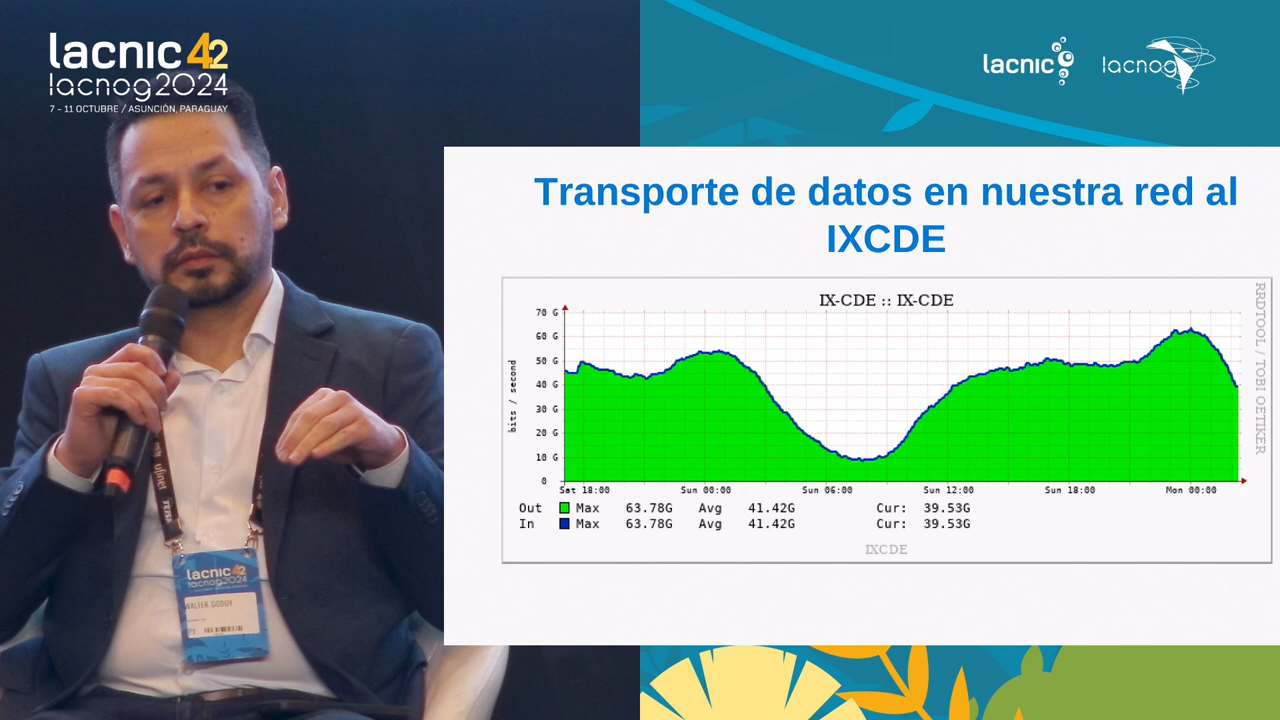 lacnic 42
lacnog2024
7 - 11 OCTUBRE / ASUNCIÓN, PARAGUAY
lacnic
lacnog
Transporte de datos en nuestra red al
IXCDE
IX-CDE :: IX-CDE
RRDTOOL / TOBI OETIKER
bits / second
70 G
60 G
50 G
40 G
30 G
20 G
10 G
0
Sat 18:00 Sun 00:00 Sun 06:00 Sun 12:00 Sun 18:00 Mon 00:00
Out Max 63.78G Avg 41.42G Cur: 39.53G
In Max 63.78G Avg 41.42G Cur: 39.53G
IXCDE
lacnic 42
lacnog2024
WALTER GODOY